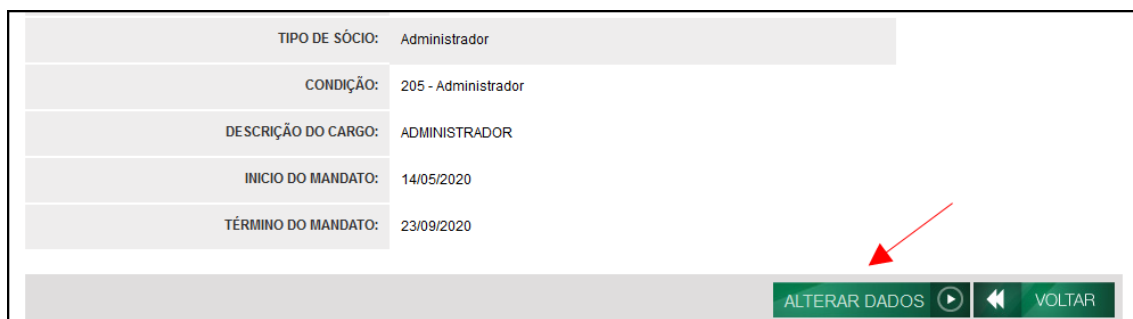 TIPO DE SÓCIO: Administrador
CONDIÇÃO: 205 - Administrador
DESCRIÇÃO DO CARGO: ADMINISTRADOR
INICIO DO MANDATO: 14/05/2020
TÉRMINO DO MANDATO: 23/09/2020
ALTERAR DADOS VOLTAR